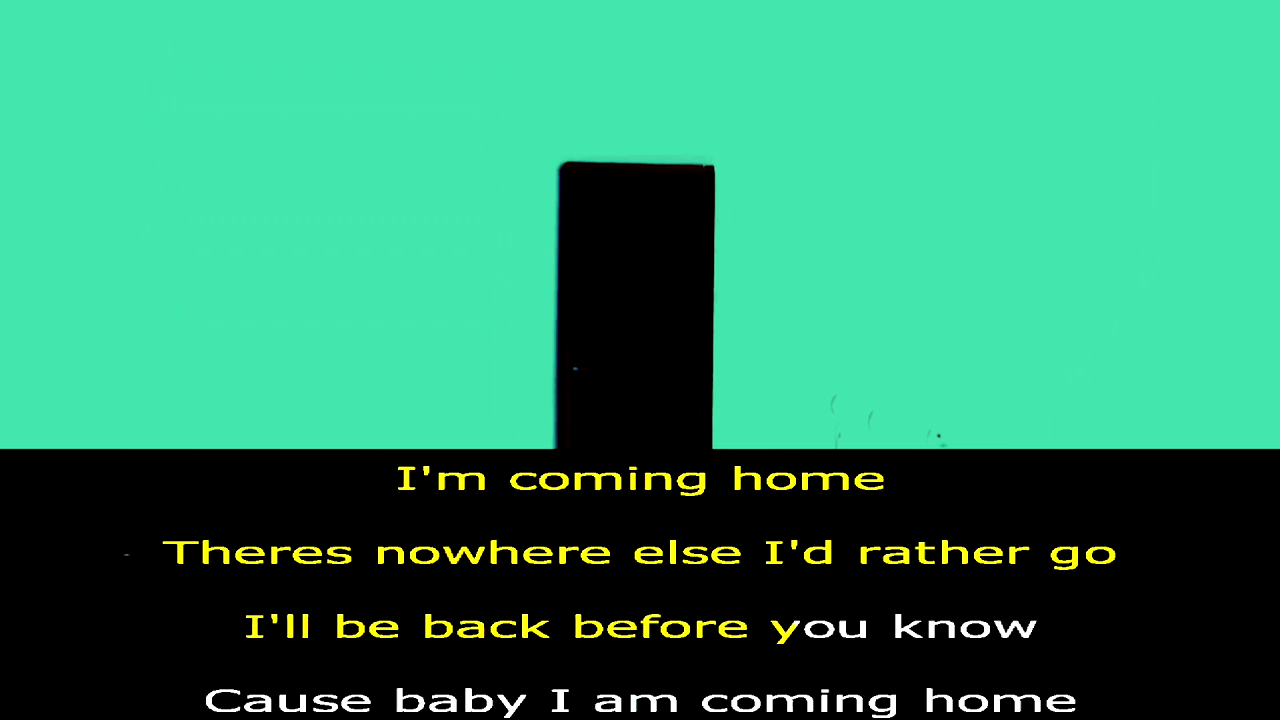 I'm coming home
Theres nowhere else I'd rather go
I'll be back before you know
Cause baby I am coming home